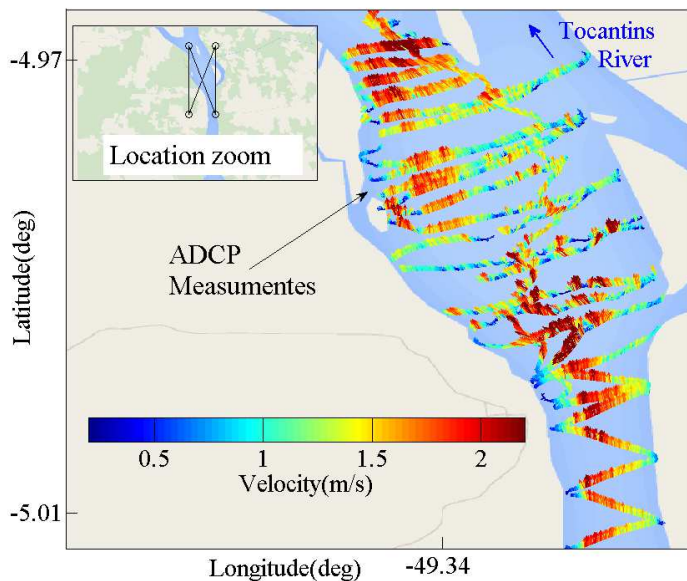 -4.97
Tocantins
River
Location zoom
ADCP
Measumentes
Latitude(deg)
0.5 1 1.5 2
Velocity(m/s)
-5.01
Longitude(deg) -49.34